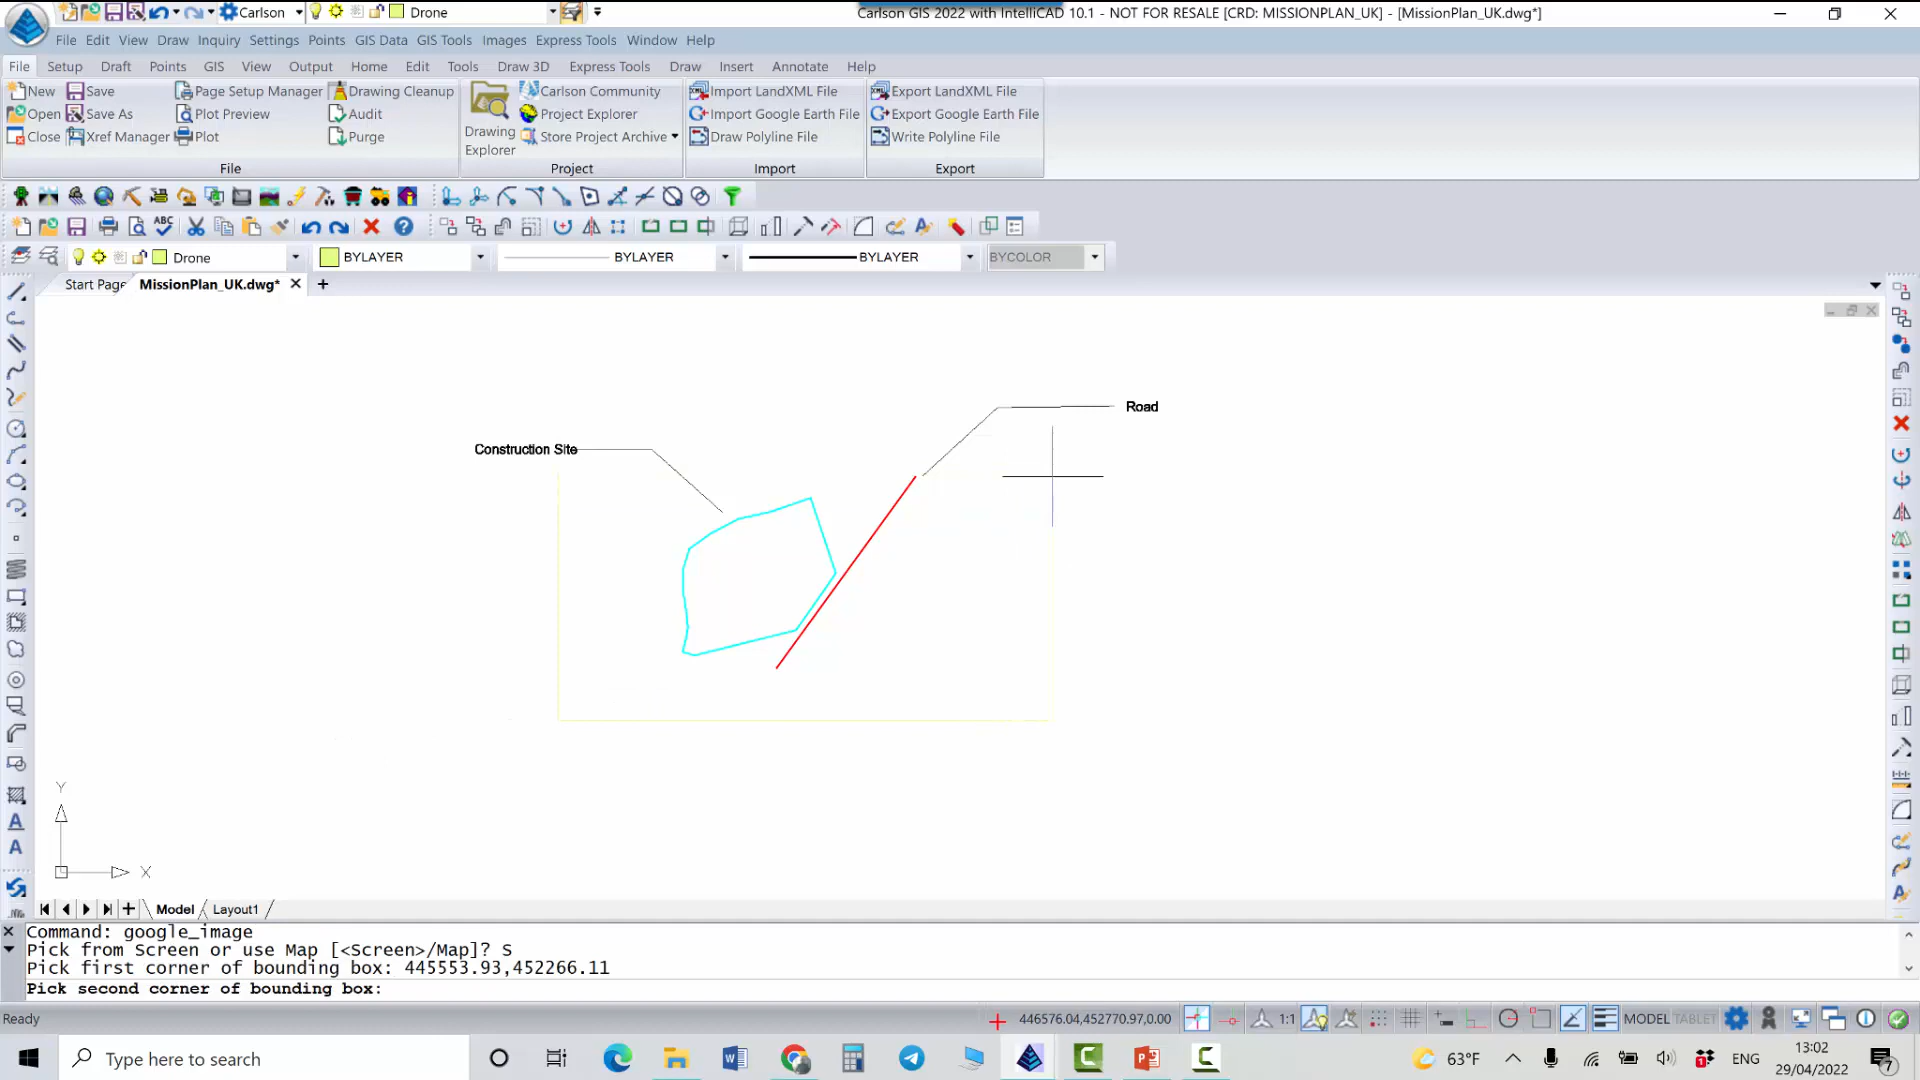 Carlson
Drone
Carlson GIS 2022 with IntelliCAD 10.1 - NOT FOR RESALE [CRD: MISSIONPLAN_UK] - [MissionPlan_UK.dwg*]
File Edit View Draw Inquiry Settings Points GIS Data GIS Tools Images Express Tools Window Help
File Setup Draft Points GIS View Output Home Edit Tools Draw 3D Express Tools Draw Insert Annotate Help
New Save Page Setup Manager Drawing Cleanup Carlson Community Import LandXML File Export LandXML File
Open Save As Plot Preview Audit Project Explorer Import Google Earth File Export Google Earth File
Close Xref Manager Plot Purge Drawing Explorer Store Project Archive Draw Polyline File Write Polyline File
File Project Import Export
ABC
Drone BYLAYER BYLAYER BYLAYER BYCOLOR
Start Page MissionPlan_UK.dwg*
Road
Construction Site
Y
X
Model Layout1
Command: google_image
Pick from Screen or use Map [<Screen>/Map]? S
Pick first corner of bounding box: 445553.93,452266.11
Pick second corner of bounding box:
Ready 446576.04,452770.97,0.00 1:1 MODEL TABLET
Type here to search 63°F ENG 13:02
29/04/2022 7